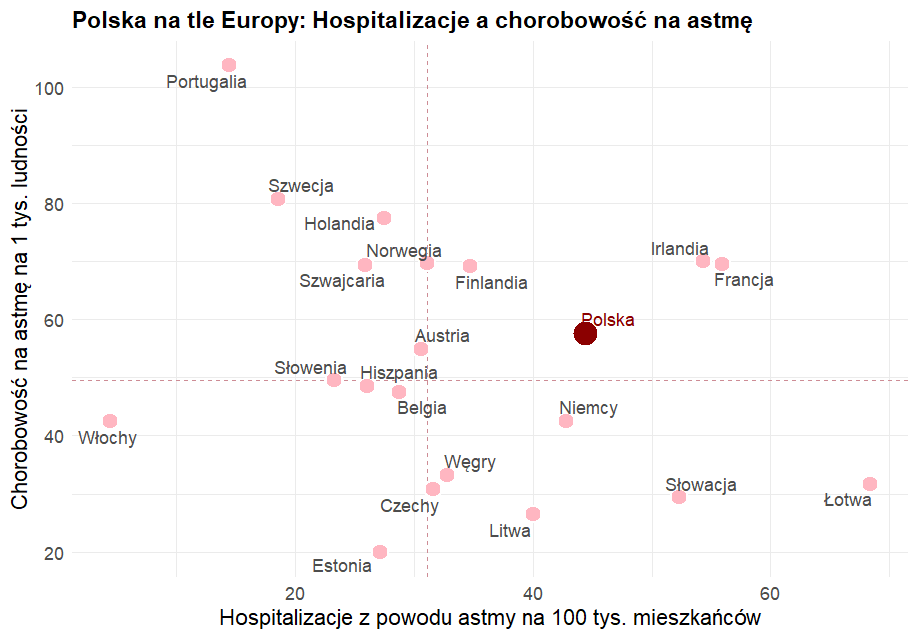 Polska na tle Europy: Hospitalizacje a chorobowość na astmę
Chorobowość na astmę na 1 tys. ludności
100
80
60
40
20
Portugalia
Szwecja
Holandia
Norwegia
Irlandia
Szwajcaria
Finlandia
Francja
Polska
Austria
Słowenia
Hiszpania
Belgia
Niemcy
Włochy
Węgry
Słowacja
Czechy
Łotwa
Litwa
Estonia
20
40
60
Hospitalizacje z powodu astmy na 100 tys. mieszkańców